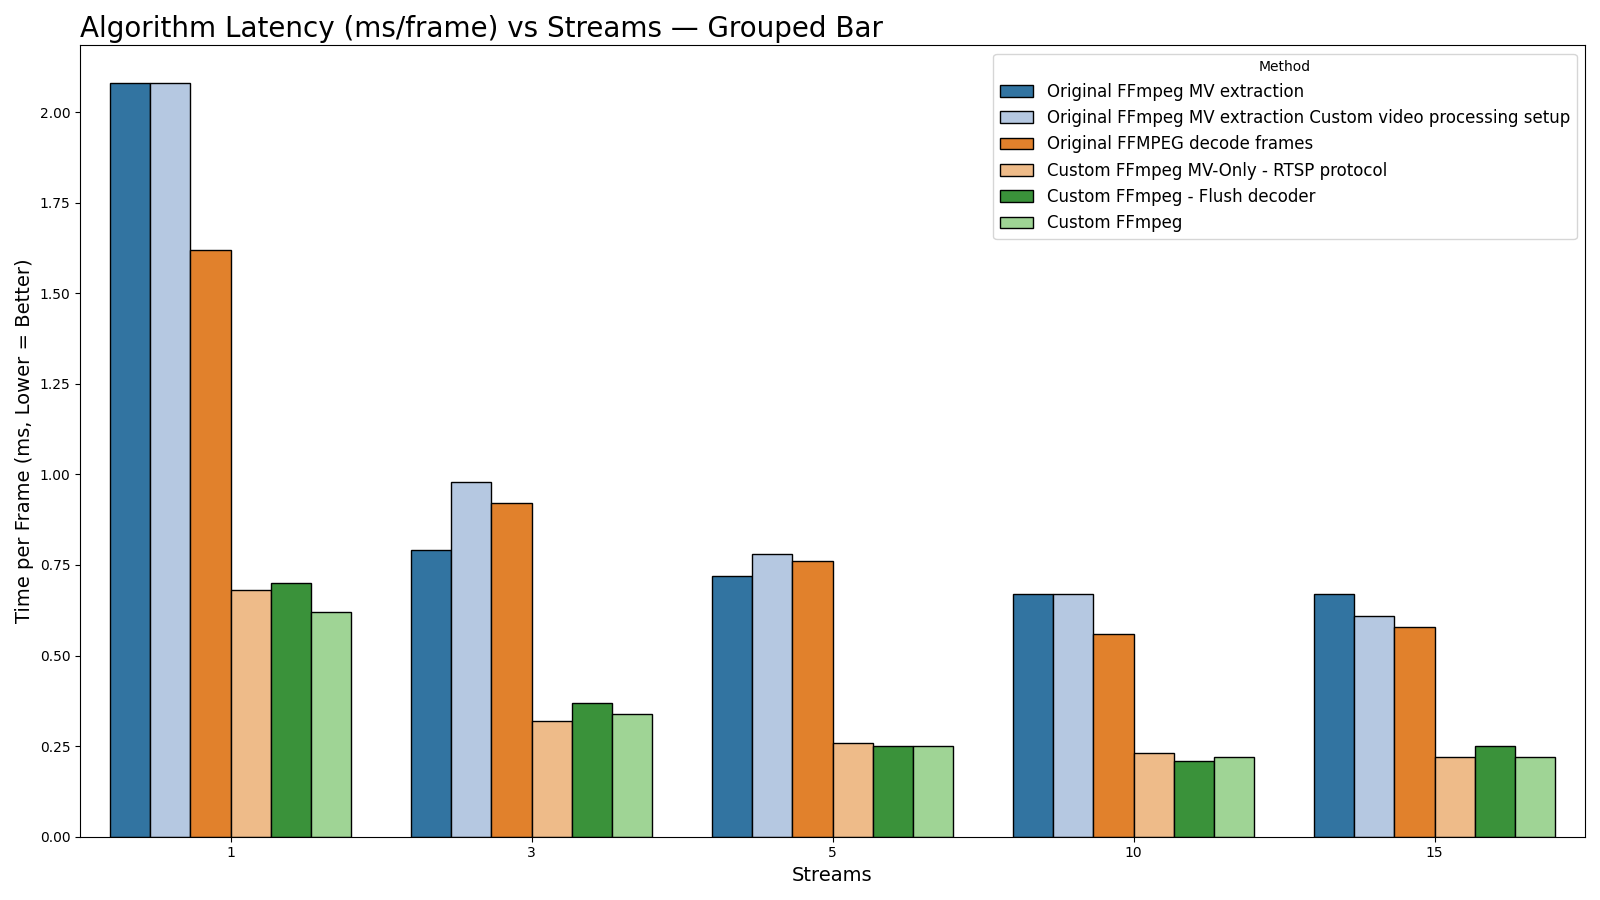 Algorithm Latency (ms/frame) vs Streams — Grouped Bar
Method
Original FFmpeg MV extraction
Original FFmpeg MV extraction Custom video processing setup
Original FFMPEG decode frames
Custom FFmpeg MV-Only - RTSP protocol
Custom FFmpeg - Flush decoder
Custom FFmpeg
Time per Frame (ms, Lower = Better)
2.00
1.75
1.50
1.25
1.00
0.75
0.50
0.25
0.00
1 3 5 10 15
Streams